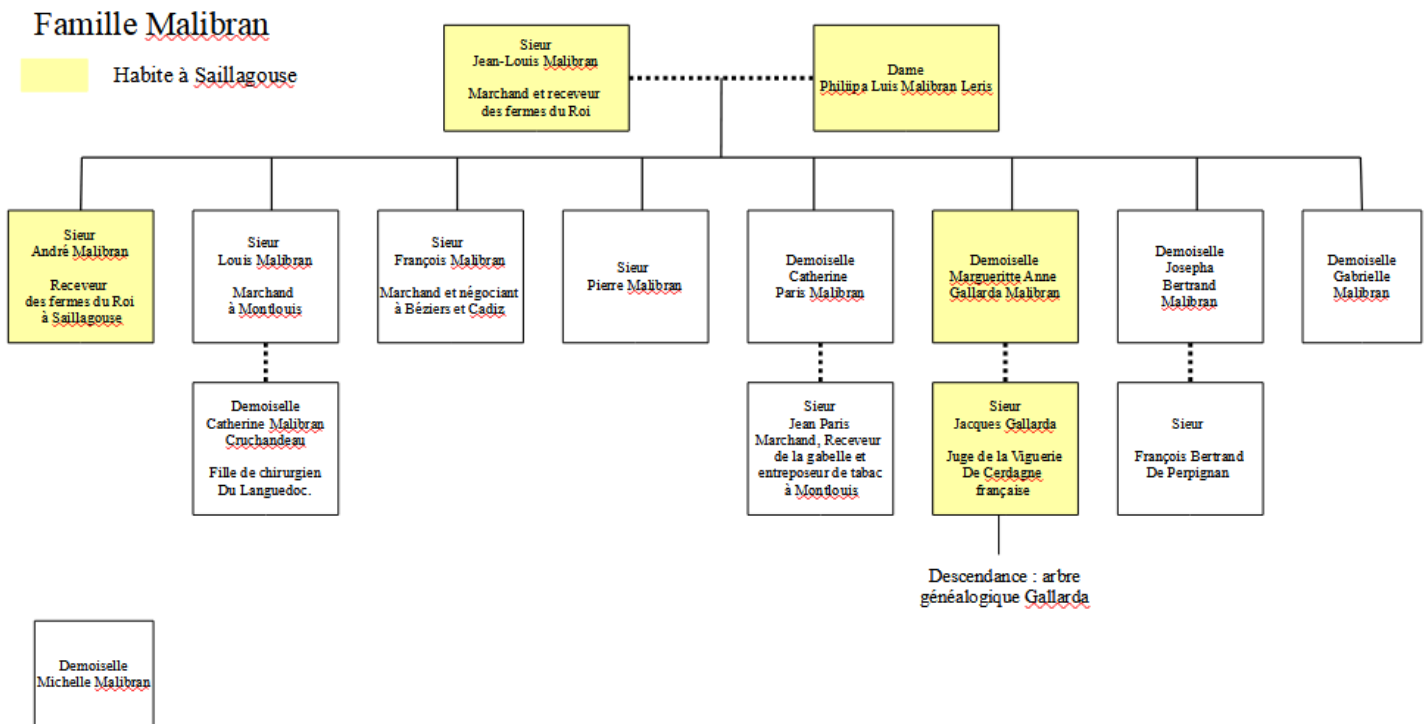 Famille Malibran
Habite à Saillagouse
Sieur
Jean-Louis Malibran
Marchand et receveur
des fermes du Roi
Dame
Philiipa Luis Malibran Leris
Sieur
André Malibran
Receveur
des fermes du Roi
à Saillagouse
Sieur
Louis Malibran
Marchand
à Montlouis
Sieur
François Malibran
Marchand et négociant
à Béziers et Cadiz
Sieur
Pierre Malibran
Demoiselle
Catherine
Paris Malibran
Demoiselle
Margueritte Anne
Gallarda Malibran
Demoiselle
Josepha
Bertrand
Malibran
Demoiselle
Gabrielle
Malibran
Demoiselle
Catherine Malibran
Cruchandeau
Fille de chirurgien
Du Languedoc.
Sieur
Jean Paris
Marchand, Receveur
de la gabelle et
entreposeur de tabac
à Montlouis
Sieur
Jacques Gallarda
Juge de la Viguerie
De Cerdagne
française
Sieur
François Bertrand
De Perpignan
Descendance : arbre
généalogique Gallarda
Demoiselle
Michelle Malibran